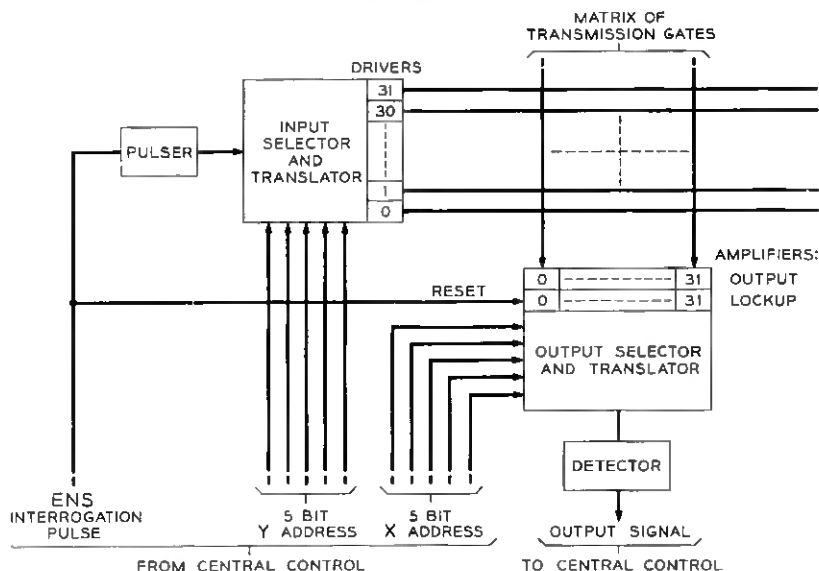 MATRIX OF
TRANSMISSION GATES
DRIVERS
31
30
1
0
INPUT
SELECTOR
AND
TRANSLATOR
PULSER
AMPLIFIERS:
0 31 OUTPUT
RESET
0 31 LOCKUP
OUTPUT SELECTOR
AND TRANSLATOR
DETECTOR
ENS
INTERROGATION
PULSE
5 BIT
Y ADDRESS
5 BIT
X ADDRESS
OUTPUT SIGNAL
FROM CENTRAL CONTROL
TO CENTRAL CONTROL